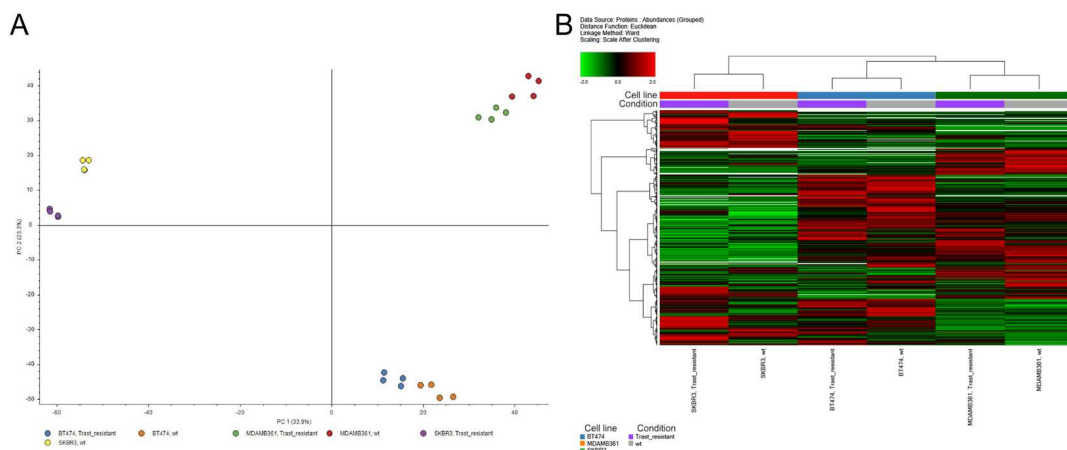 A
PC 2 (23.3%)
40
30
20
10
0
-10
-20
-30
-40
-50
-60
-40
-20
0
20
40
PC 1 (33.9%)
BT474, Trast_resistant
BT474, wt
MDAMB361, Trast_resistant
MDAMB361, wt
SKBR3, Trast_resistant
SKBR3, wt
B
Data Source: Proteins : Abundances (Grouped)
Distance Function: Euclidean
Linkage Method: Ward
Scaling: Scale After Clustering
-2.0 0.0 2.0
Cell line
Condition
SKBR3, Trast_resistant
SKBR3, wt
BT474, Trast_resistant
BT474, wt
MDAMB361, Trast_resistant
MDAMB361, wt
Cell line Condition
BT474 Trast_resistant
MDAMB361 wt